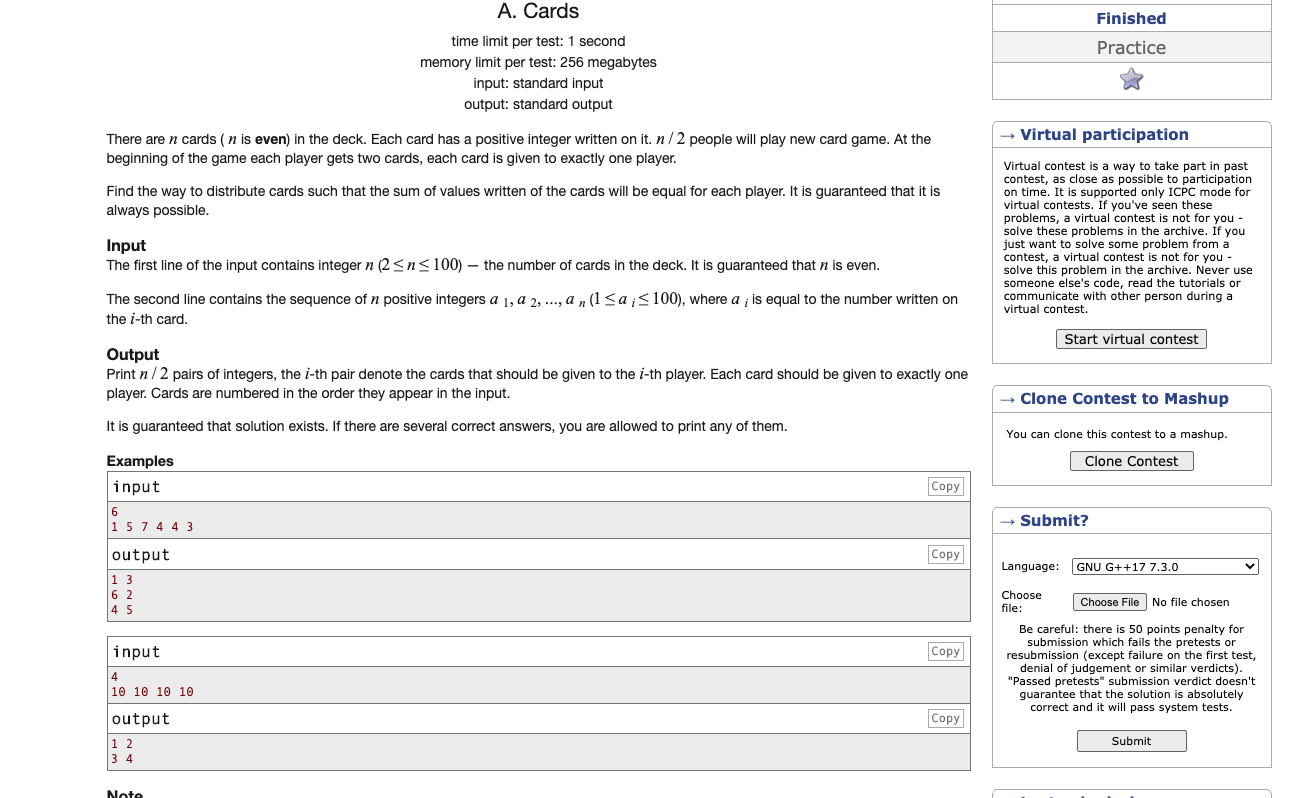 A. Cards
time limit per test: 1 second
memory limit per test: 256 megabytes
input: standard input
output: standard output
There are n cards ( n is even) in the deck. Each card has a positive integer written on it. n / 2 people will play new card game. At the
beginning of the game each player gets two cards, each card is given to exactly one player.
Find the way to distribute cards such that the sum of values written of the cards will be equal for each player. It is guaranteed that it is
always possible.
Input
The first line of the input contains integer n (2 ≤ n ≤ 100) — the number of cards in the deck. It is guaranteed that n is even.
The second line contains the sequence of n positive integers a 1, a 2, ..., a n (1 ≤ a i ≤ 100), where a i is equal to the number written on
the i-th card.
Output
Print n / 2 pairs of integers, the i-th pair denote the cards that should be given to the i-th player. Each card should be given to exactly one
player. Cards are numbered in the order they appear in the input.
It is guaranteed that solution exists. If there are several correct answers, you are allowed to print any of them.
Examples
input
Copy
6
1 5 7 4 4 3
output
Copy
1 3
6 2
4 5
input
Copy
4
10 10 10 10
output
Copy
1 2
3 4
Note
Finished
Practice
→ Virtual participation
Virtual contest is a way to take part in past
contest, as close as possible to participation
on time. It is supported only ICPC mode for
virtual contests. If you've seen these
problems, a virtual contest is not for you -
solve these problems in the archive. If you
just want to solve some problem from a
contest, a virtual contest is not for you -
solve this problem in the archive. Never use
someone else's code, read the tutorials or
communicate with other person during a
virtual contest.
Start virtual contest
→ Clone Contest to Mashup
You can clone this contest to a mashup.
Clone Contest
→ Submit?
Language: GNU G++17 7.3.0
Choose
file:
Choose File No file chosen
Be careful: there is 50 points penalty for
submission which fails the pretests or
resubmission (except failure on the first test,
denial of judgement or similar verdicts).
"Passed pretests" submission verdict doesn't
guarantee that the solution is absolutely
correct and it will pass system tests.
Submit